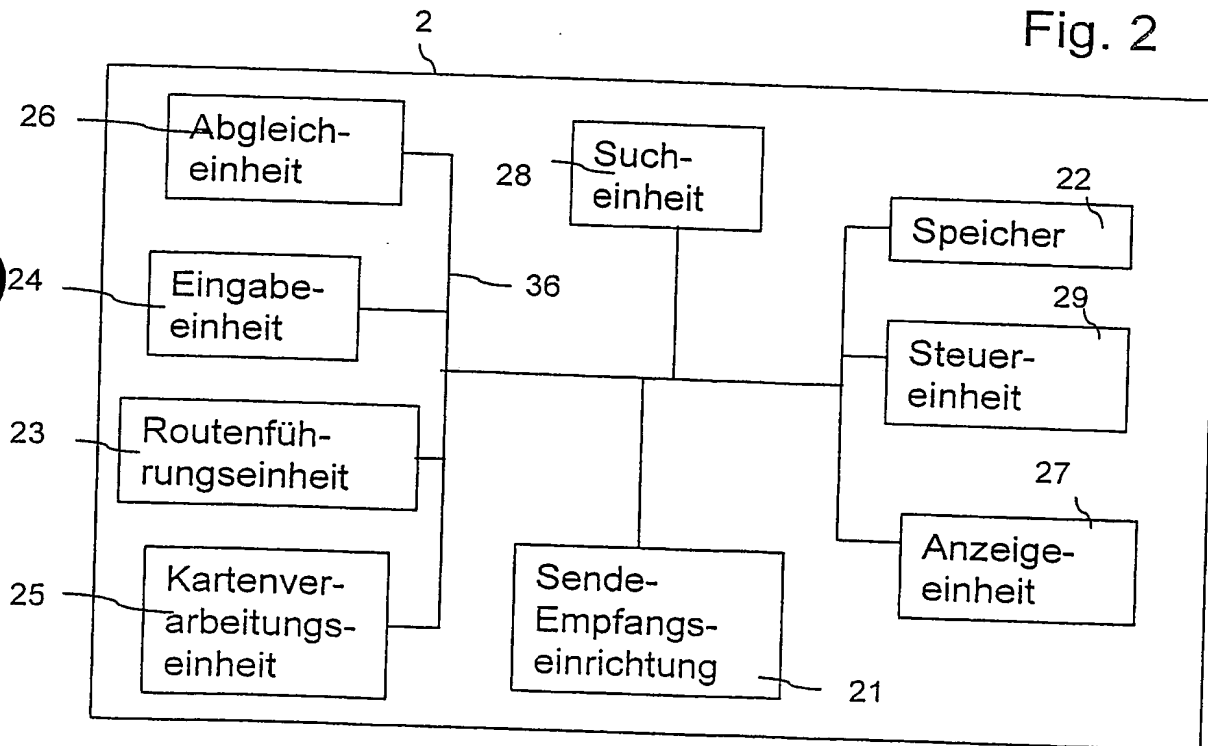 Fig. 2
2
26
Abgleich-
einheit
28
Such-
einheit
22
Speicher
24
Eingabe-
einheit
36
29
Steuer-
einheit
23
Routenfüh-
rungseinheit
27
Anzeige-
einheit
25
Kartenver-
arbeitungs-
einheit
Sende-
Empfangs-
einrichtung
21